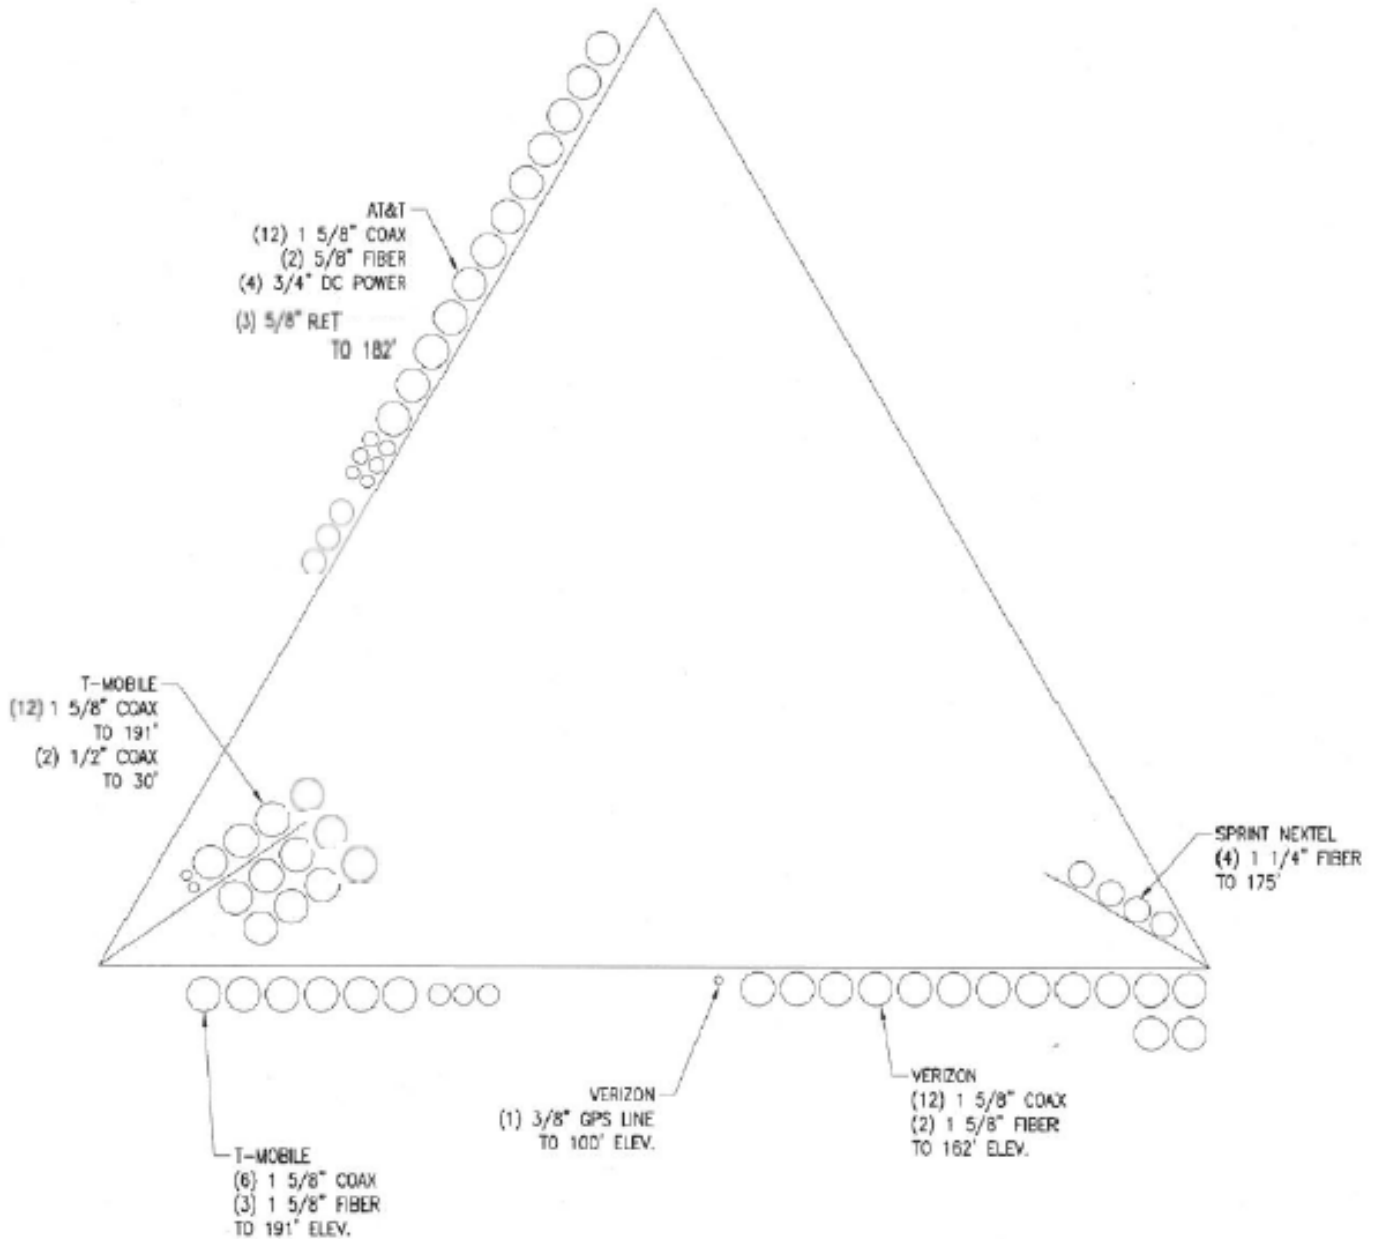 AT&T
(12) 1 5/8" COAX
(2) 5/8" FIBER
(4) 3/4" DC POWER
(3) 5/8" RET
TO 182'
T-MOBILE
(12) 1 5/8" COAX
TO 191'
(2) 1/2" COAX
TO 30'
SPRINT NEXTEL
(4) 1 1/4" FIBER
TO 175'
VERIZON
(1) 3/8" GPS LINE
TO 100' ELEV.
VERIZON
(12) 1 5/8" COAX
(2) 1 5/8" FIBER
TO 162' ELEV.
T-MOBILE
(6) 1 5/8" COAX
(3) 1 5/8" FIBER
TO 191' ELEV.